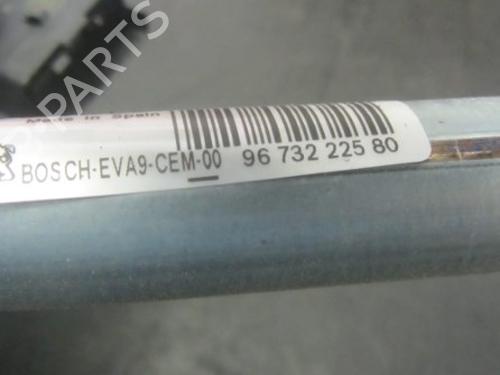 B-PARTS
Made in Spain
BOSCH-EVA9-CEM-00 96 732 225 80